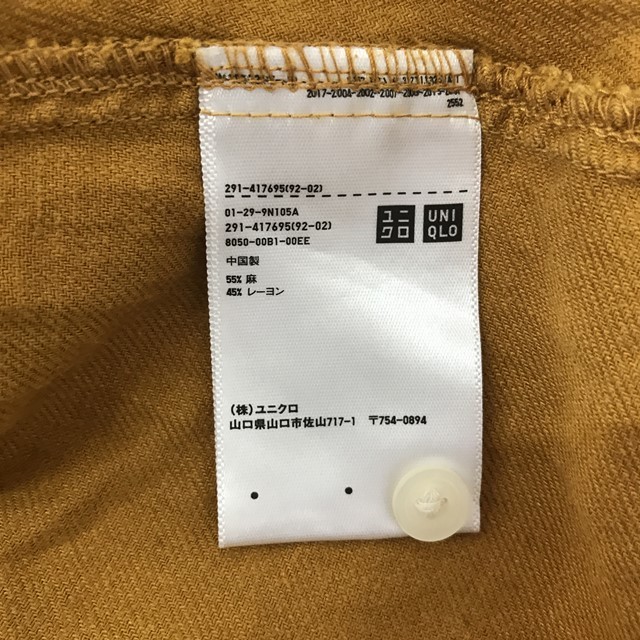 2552
291-417695(92-02)
01-29-9N105A
291-417695(92-02)
8050-00B1-00EE
ユニ
クロ
UNI
QLO
中国製
55% 麻
45% レーヨン
(株)ユニクロ
山口県山口市佐山717-1 〒754-0894